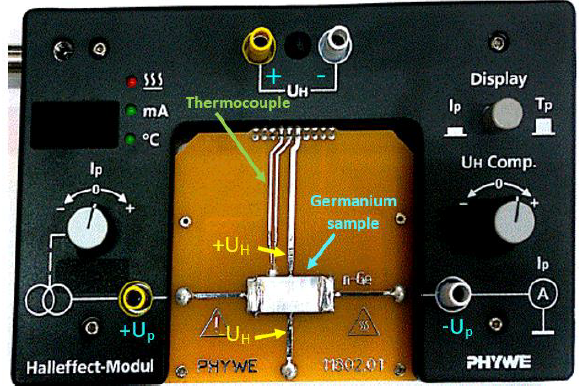 +
-
UH
mA
°C
Thermocouple
Display
Ip
Tp
UH Comp.
- 0 +
Ip
- 0 +
Germanium
sample
+UH
n-Ge
Ip
A
+Up
-Up
UH
Halleffect-Modul
PHYWE
11802.01
PHYWE